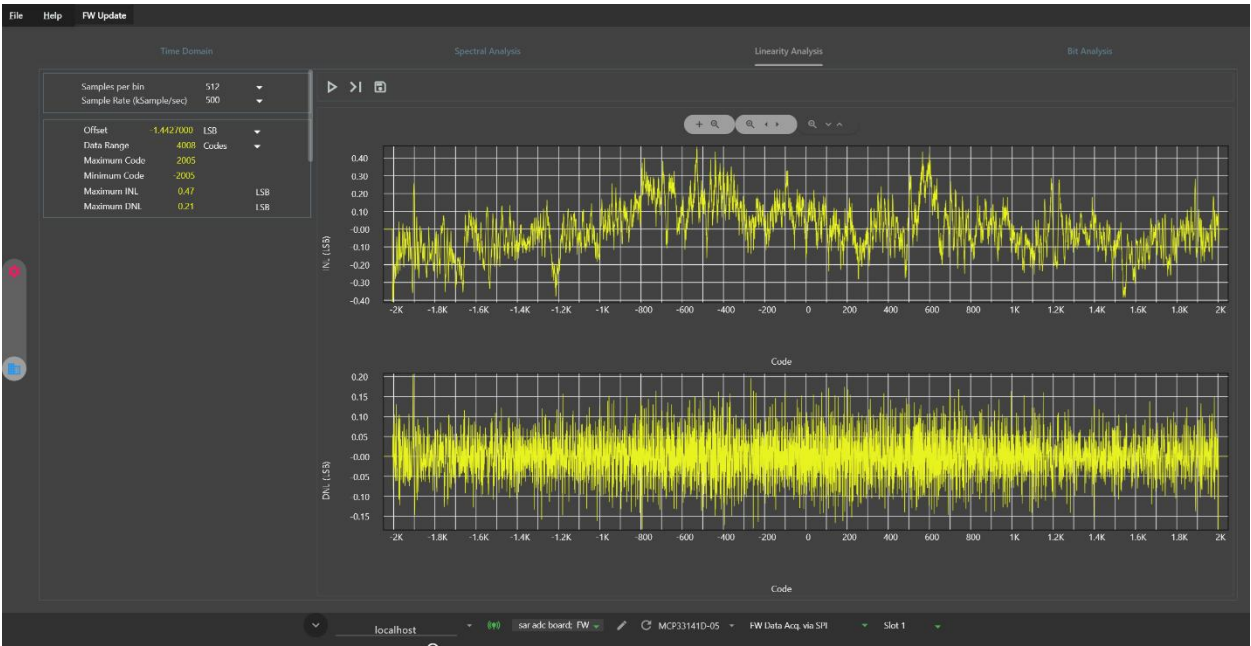 File Help FW Update
Time Domain Spectral Analysis Linearity Analysis Bit Analysis
Samples per bin 512
Sample Rate (kSample/sec) 500
Offset -1.4427000 LSB
Data Range 4008 Codes
Maximum Code 2005
Minimum Code -2005
Maximum INL 0.47 LSB
Maximum DNL 0.21 LSB
INL (LSB)
0.40
0.30
0.20
0.10
-0.00
-0.10
-0.20
-0.30
-0.40
-2K -1.8K -1.6K -1.4K -1.2K -1K -800 -600 -400 -200 0 200 400 600 800 1K 1.2K 1.4K 1.6K 1.8K 2K
Code
DNL (LSB)
0.20
0.15
0.10
0.05
-0.00
-0.05
-0.10
-0.15
-2K -1.8K -1.6K -1.4K -1.2K -1K -800 -600 -400 -200 0 200 400 600 800 1K 1.2K 1.4K 1.6K 1.8K 2K
Code
localhost sar adc board; FW MCP33141D-05 FW Data Acq. via SPI Slot 1